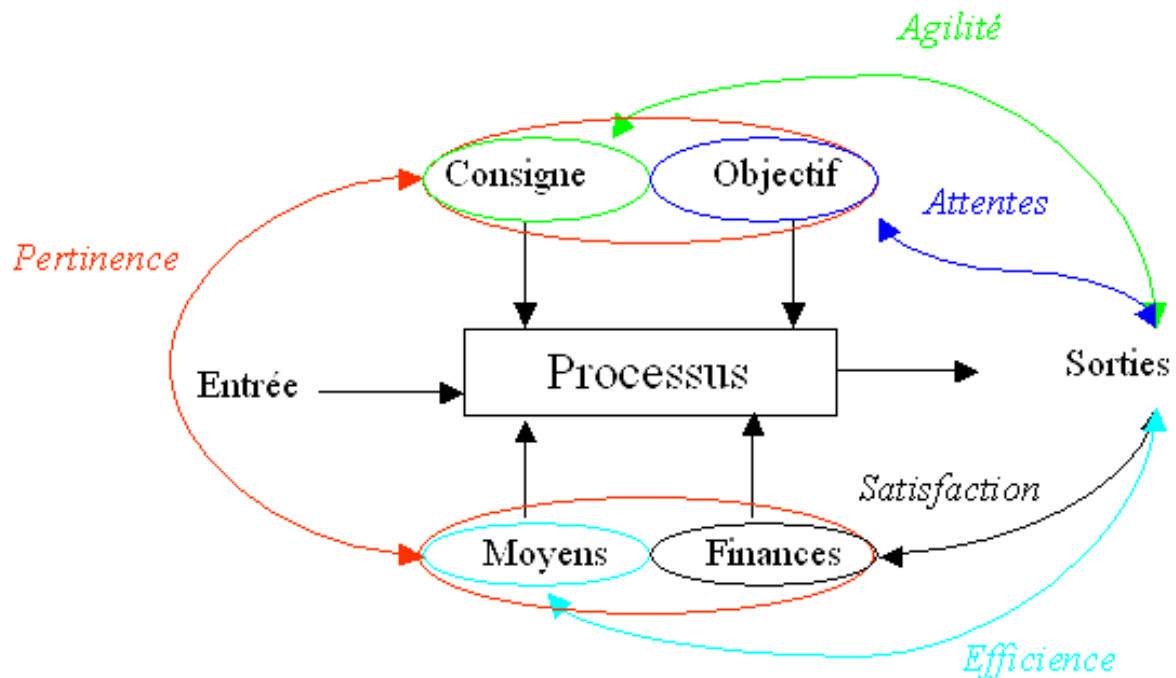 Agilité
Consigne
Objectif
Attentes
Pertinence
Processus
Sorties
Entrée
Satisfaction
Moyens
Finances
Efficience